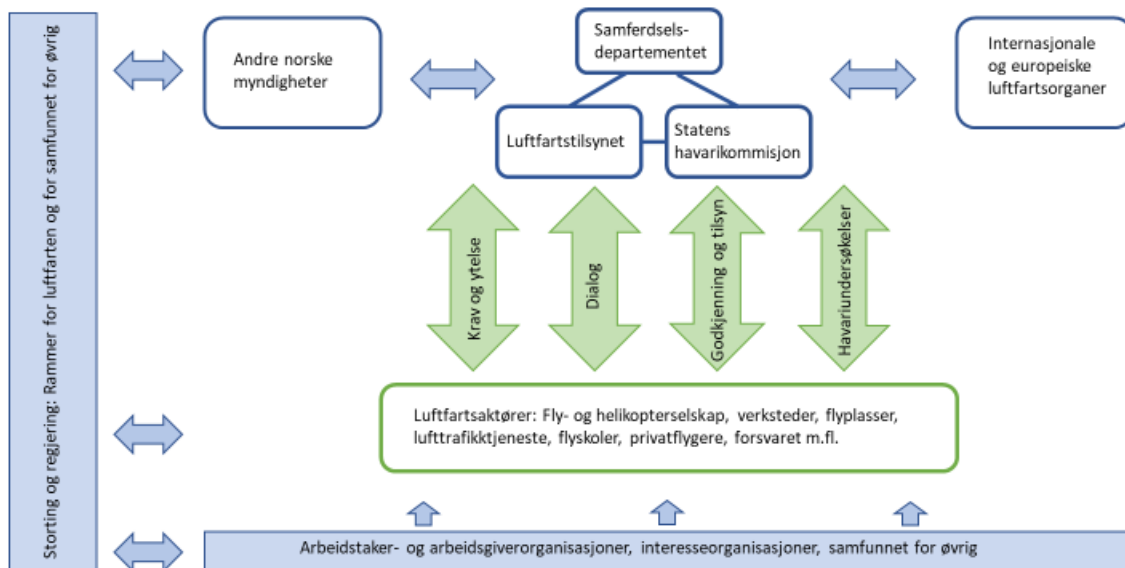 Storting og regjering: Rammer for luftfarten og for samfunnet for øvrig
Andre norske
myndigheter
Samferdsels-
departementet
Luftfartstilsynet
Statens
havarikommisjon
Internasjonale
og europeiske
luftfartsorganer
Krav og ytelse
Dialog
Godkjenning og tilsyn
Havariundersøkelser
Luftfartsaktører: Fly- og helikopterselskap, verksteder, flyplasser,
lufttrafikktjeneste, flyskoler, privatflygere, forsvaret m.fl.
Arbeidstaker- og arbeidsgiverorganisasjoner, interesseorganisasjoner, samfunnet for øvrig